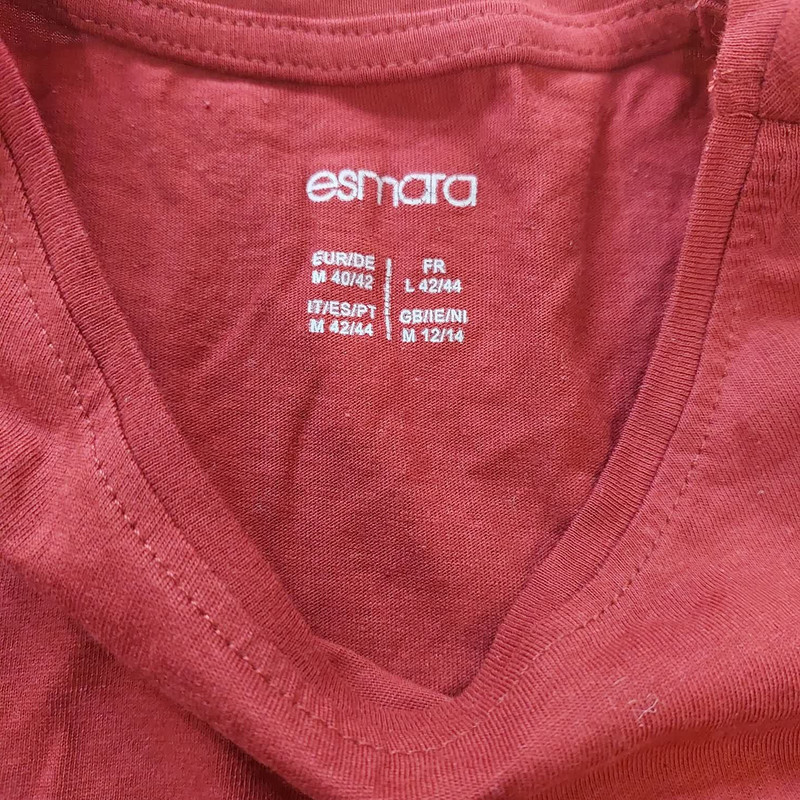 esmara
EUR/DE
M 40/42
FR
L 42/44
IT/ES/PT
M 42/44
GB/IE/NI
M 12/14